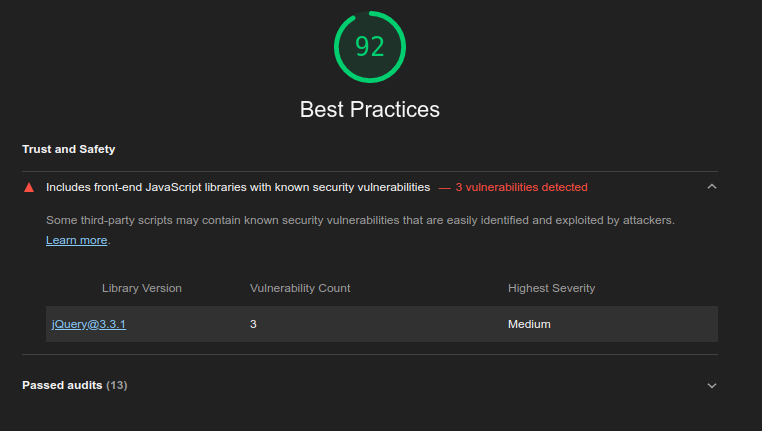 92
Best Practices
Trust and Safety
Includes front-end JavaScript libraries with known security vulnerabilities — 3 vulnerabilities detected
Some third-party scripts may contain known security vulnerabilities that are easily identified and exploited by attackers.
Learn more.
Library Version Vulnerability Count Highest Severity
jQuery@3.3.1 3 Medium
Passed audits (13)